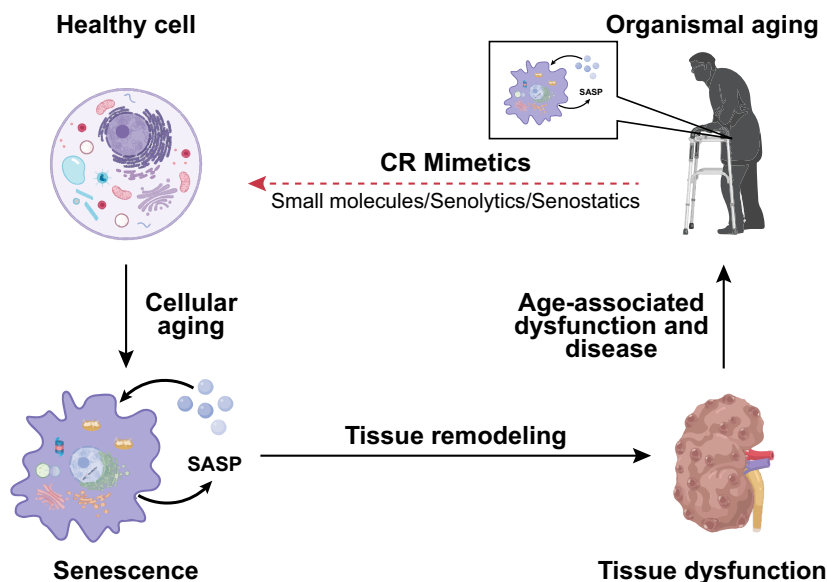 Healthy cell
Organismal aging
SASP
CR Mimetics
Small molecules/Senolytics/Senostatics
Cellular
aging
Age-associated
dysfunction and
disease
Tissue remodeling
SASP
Senescence
Tissue dysfunction